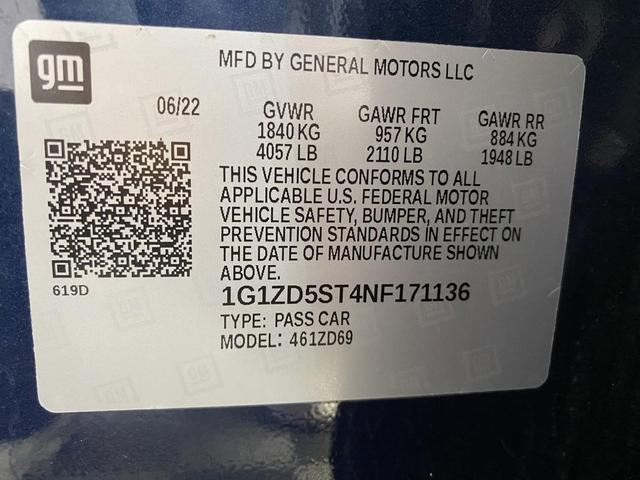 gm
MFD BY GENERAL MOTORS LLC
06/22
GVWR GAWR FRT GAWR RR
1840 KG 957 KG 884 KG
4057 LB 2110 LB 1948 LB
THIS VEHICLE CONFORMS TO ALL
APPLICABLE U.S. FEDERAL MOTOR
VEHICLE SAFETY, BUMPER, AND THEFT
PREVENTION STANDARDS IN EFFECT ON
THE DATE OF MANUFACTURE SHOWN
ABOVE.
619D
1G1ZD5ST4NF171136
TYPE: PASS CAR
MODEL: 461ZD69